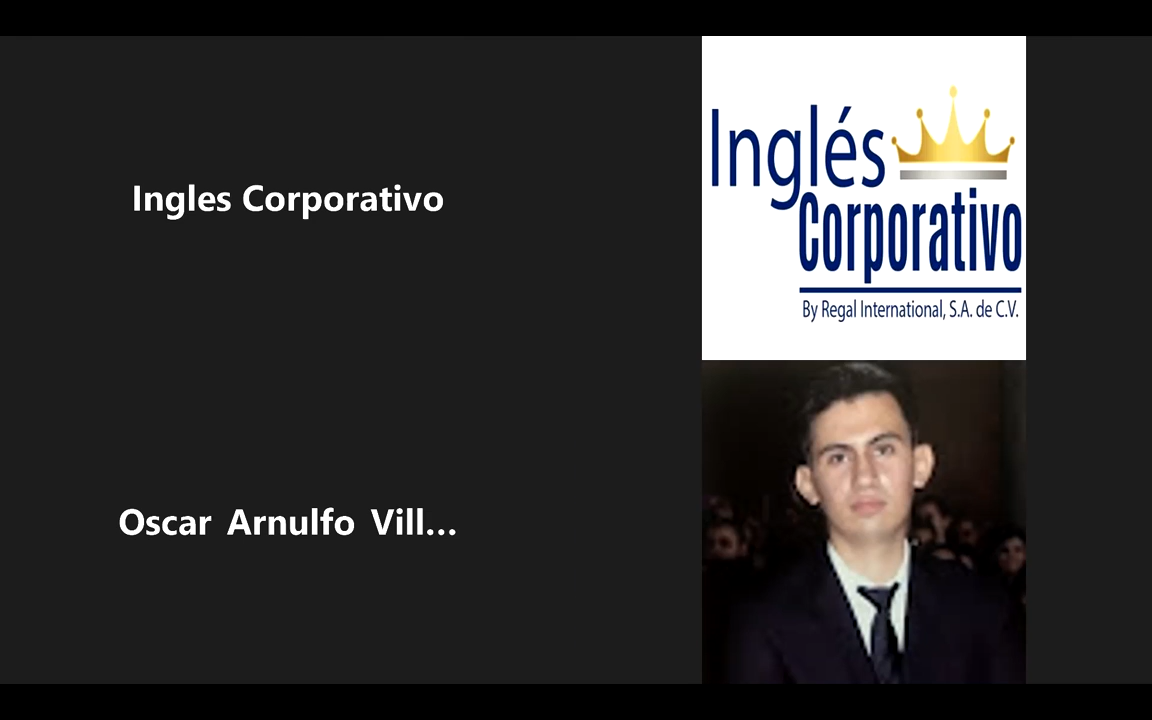 Ingles Corporativo
Inglés
Corporativo
By Regal International, S.A. de C.V.
Oscar Arnulfo Vill...